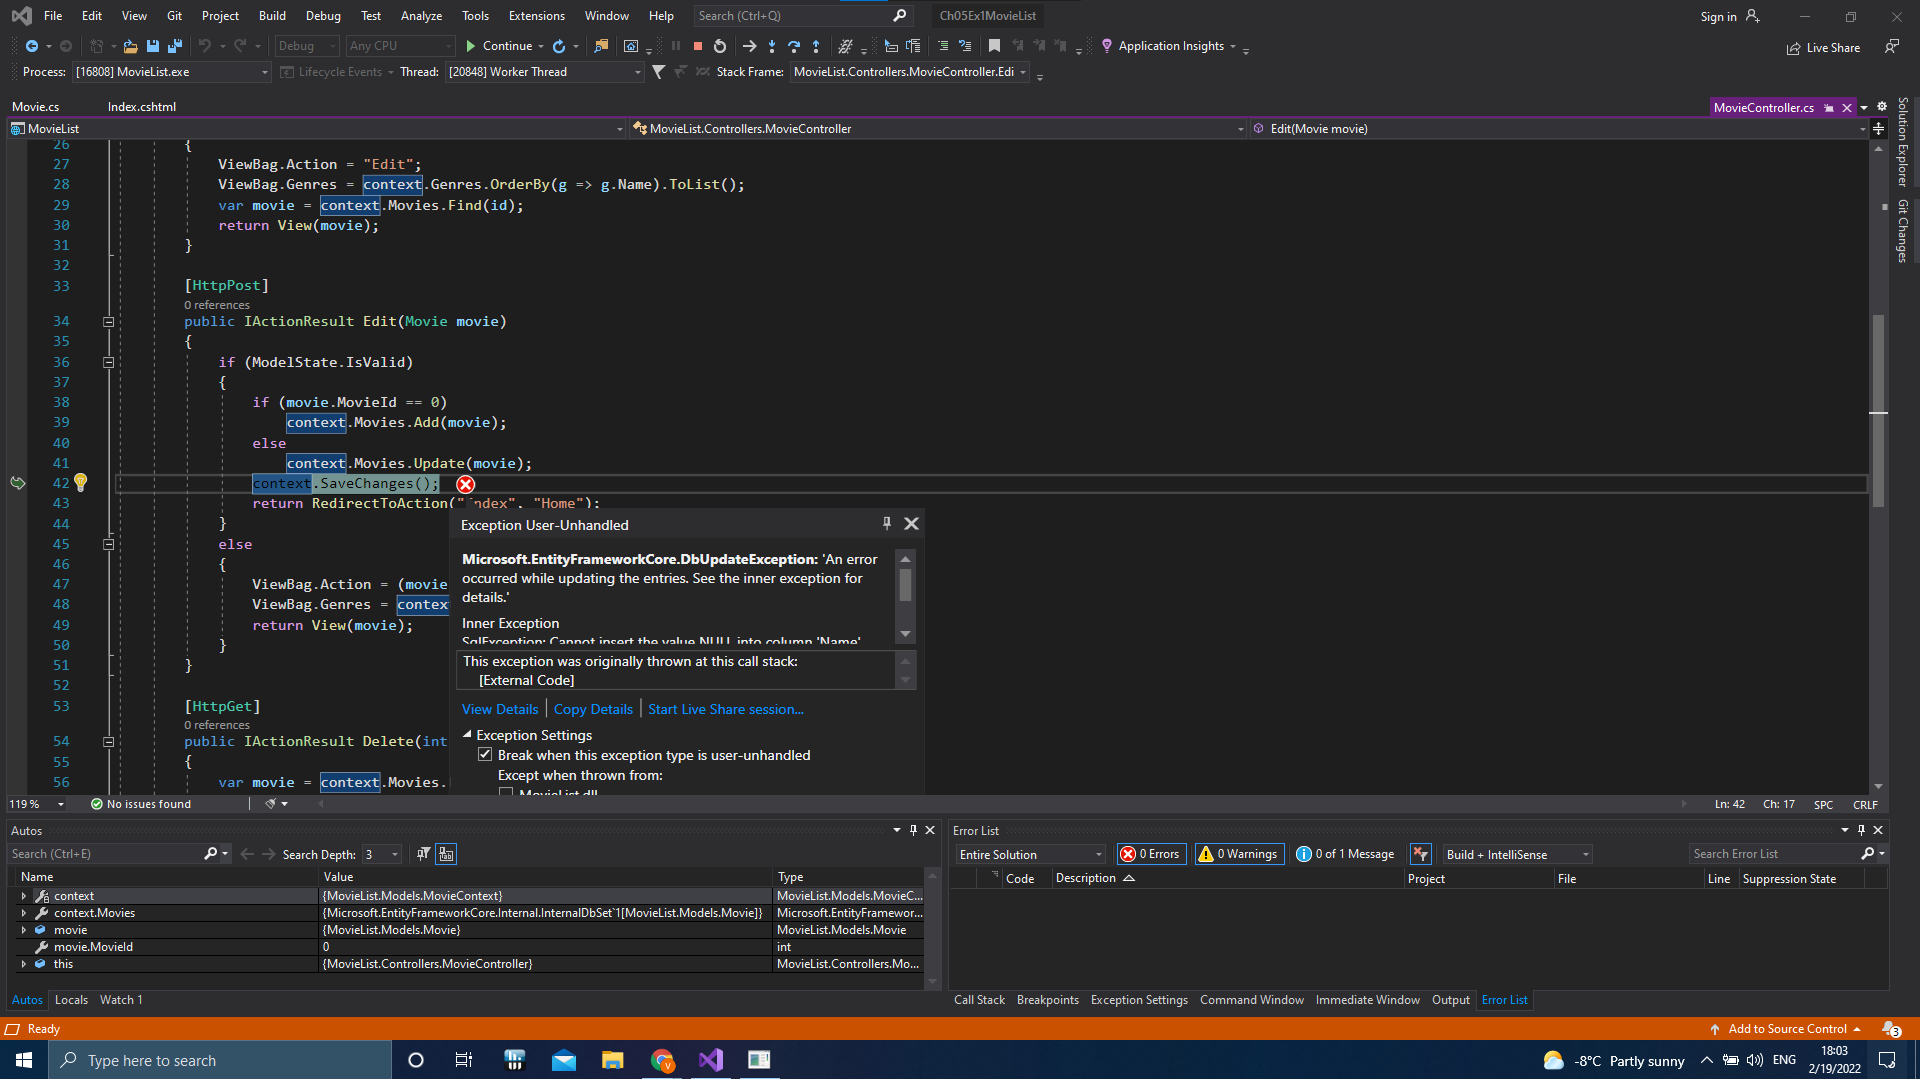 File Edit View Git Project Build Debug Test Analyze Tools Extensions Window Help Search (Ctrl+Q) Ch05Ex1MovieList Sign in
Debug Any CPU Continue Application Insights Live Share
Process: [16808] MovieList.exe Lifecycle Events Thread: [20848] Worker Thread Stack Frame: MovieList.Controllers.MovieController.Edi
Movie.cs Index.cshtml MovieController.cs
MovieList MovieList.Controllers.MovieController Edit(Movie movie)
Solution Explorer
Git Changes
26 {
27 ViewBag.Action = "Edit";
28 ViewBag.Genres = context.Genres.OrderBy(g => g.Name).ToList();
29 var movie = context.Movies.Find(id);
30 return View(movie);
31 }
32
33 [HttpPost]
0 references
34 public IActionResult Edit(Movie movie)
35 {
36 if (ModelState.IsValid)
37 {
38 if (movie.MovieId == 0)
39 context.Movies.Add(movie);
40 else
41 context.Movies.Update(movie);
42 context.SaveChanges();
43 return RedirectToAction("Index", "Home");
44 }
45 else
46 {
47 ViewBag.Action = (movie
48 ViewBag.Genres = contex
49 return View(movie);
50 }
51 }
52
53 [HttpGet]
0 references
54 public IActionResult Delete(int
55 {
56 var movie = context.Movies.
Exception User-Unhandled
Microsoft.EntityFrameworkCore.DbUpdateException: 'An error
occurred while updating the entries. See the inner exception for
details.'
Inner Exception
SqlException: Cannot insert the value NULL into column 'Name'
This exception was originally thrown at this call stack:
[External Code]
View Details Copy Details Start Live Share session...
Exception Settings
Break when this exception type is user-unhandled
Except when thrown from:
MovieList.dll
119 % No issues found Ln: 42 Ch: 17 SPC CRLF
Autos
Search (Ctrl+E) Search Depth: 3
Name Value Type
context {MovieList.Models.MovieContext} MovieList.Models.MovieC...
context.Movies {Microsoft.EntityFrameworkCore.Internal.InternalDbSet`1[MovieList.Models.Movie]} Microsoft.EntityFramewor...
movie {MovieList.Models.Movie} MovieList.Models.Movie
movie.MovieId 0 int
this {MovieList.Controllers.MovieController} MovieList.Controllers.Mo...
Autos Locals Watch 1
Error List
Entire Solution 0 Errors 0 Warnings 0 of 1 Message Build + IntelliSense Search Error List
Code Description Project File Line Suppression State
Call Stack Breakpoints Exception Settings Command Window Immediate Window Output Error List
Ready Add to Source Control 3
Type here to search -8°C Partly sunny ENG 18:03
2/19/2022